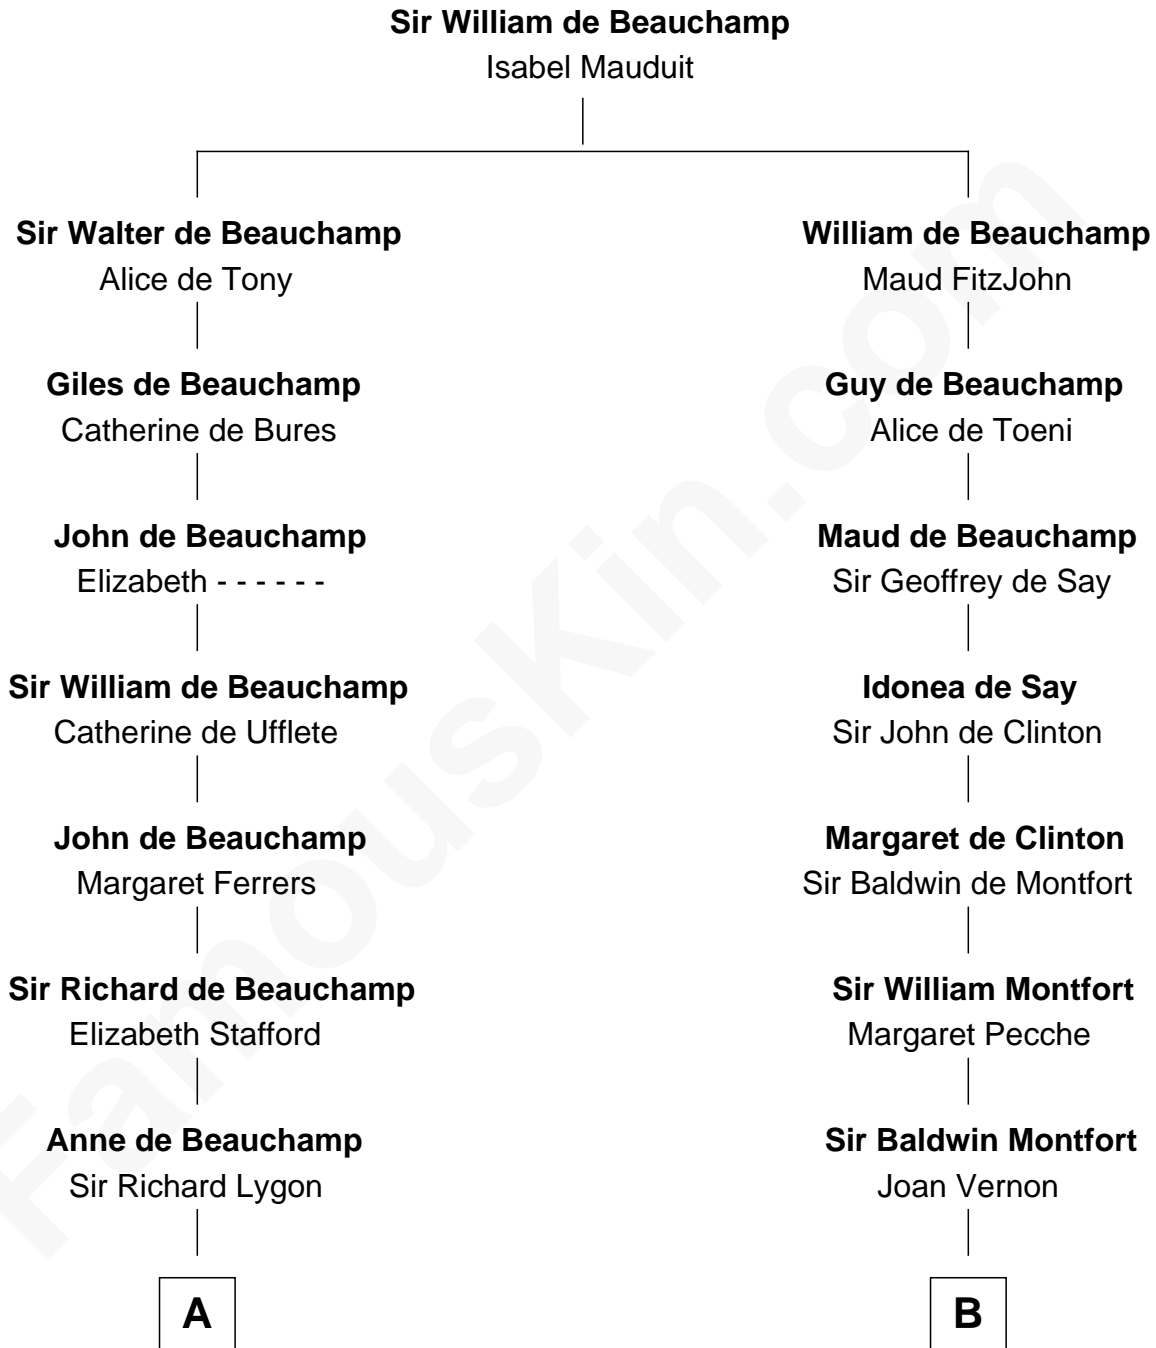 Sir William de Beauchamp
Isabel Mauduit
Sir Walter de Beauchamp
Alice de Tony
William de Beauchamp
Maud FitzJohn
Giles de Beauchamp
Catherine de Bures
Guy de Beauchamp
Alice de Toeni
John de Beauchamp
Elizabeth - - - - - -
Maud de Beauchamp
Sir Geoffrey de Say
Sir William de Beauchamp
Catherine de Ufflete
Idonea de Say
Sir John de Clinton
John de Beauchamp
Margaret Ferrers
Margaret de Clinton
Sir Baldwin de Montfort
Sir Richard de Beauchamp
Elizabeth Stafford
Sir William Montfort
Margaret Pecche
Anne de Beauchamp
Sir Richard Lygon
Sir Baldwin Montfort
Joan Vernon
A
B
FamousKin.com